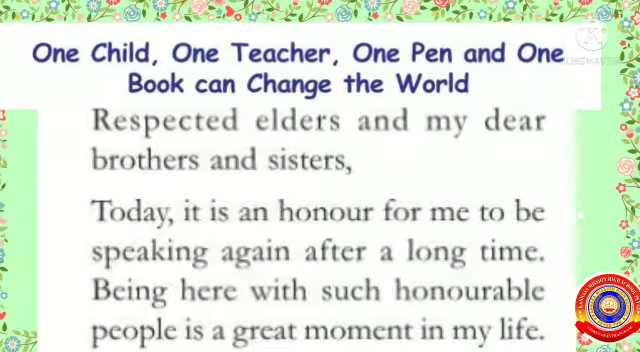 One Child, One Teacher, One Pen and One
Book can Change the World
Respected elders and my dear
brothers and sisters,
Today, it is an honour for me to be
speaking again after a long time.
Being here with such honourable
people is a great moment in my life.